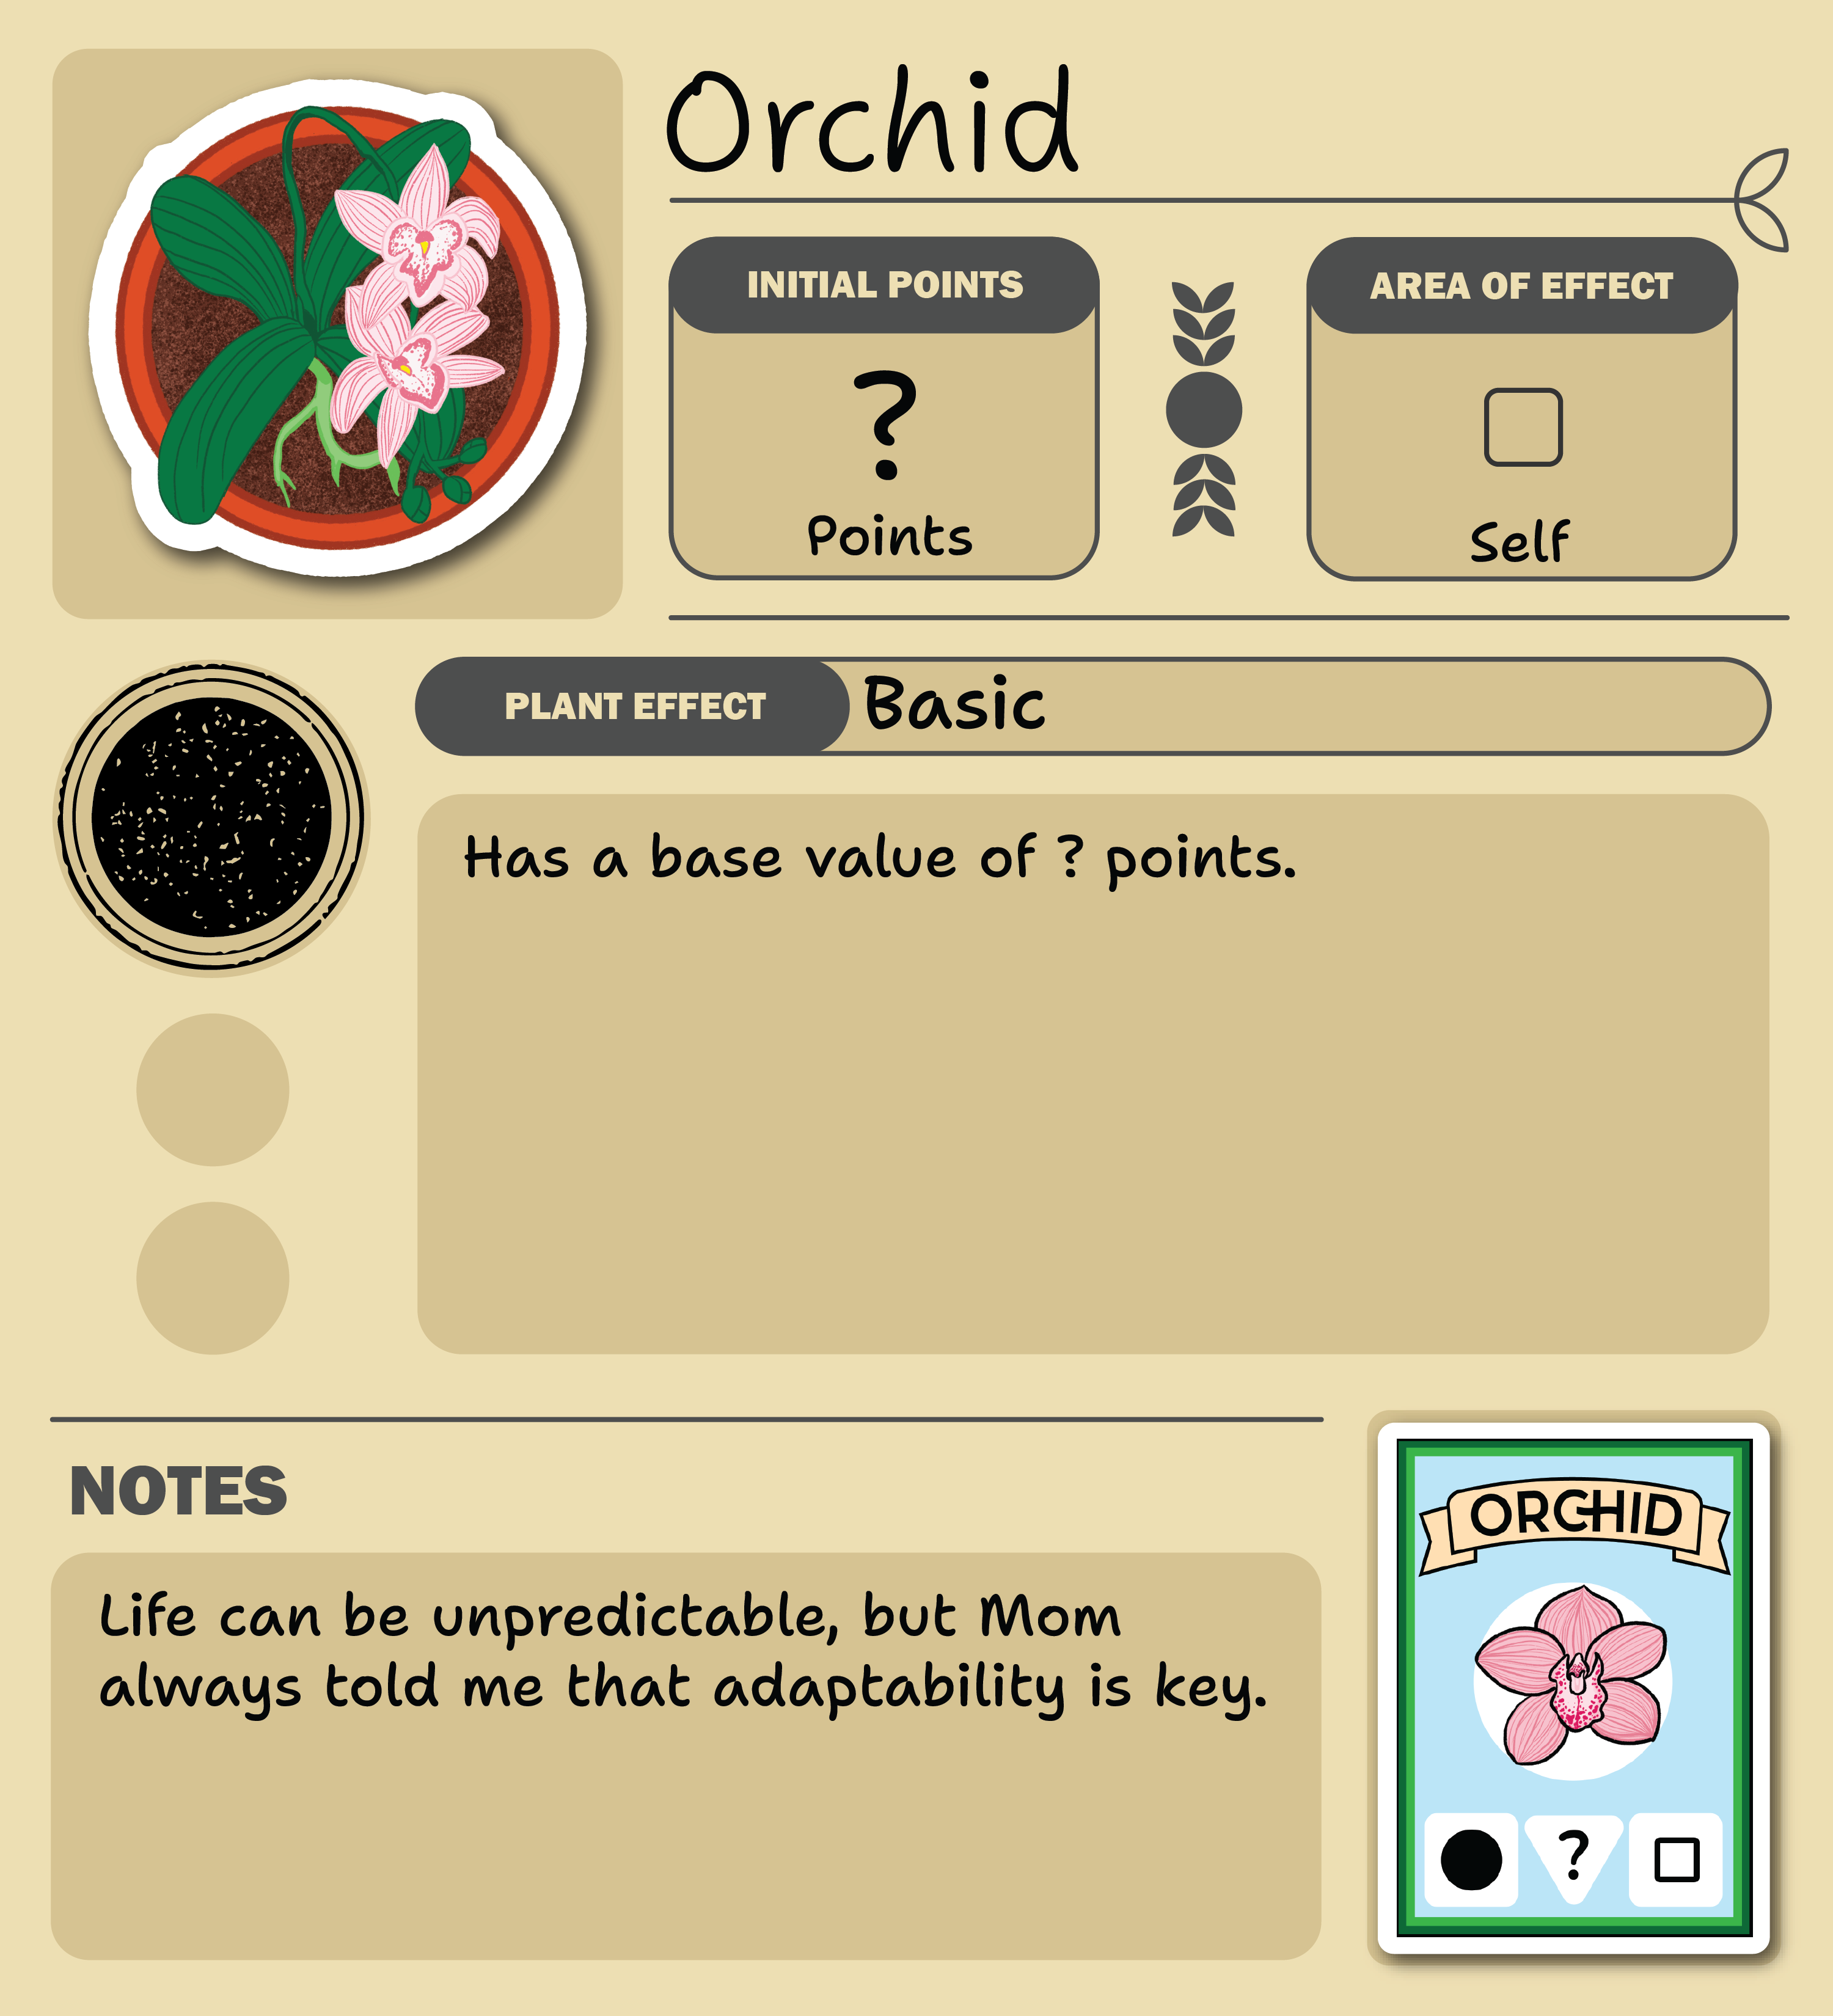 Orchid
INITIAL POINTS
?
Points
AREA OF EFFECT
Self
PLANT EFFECT
Basic
Has a base value of ? points.
NOTES
Life can be unpredictable, but Mom
always told me that adaptability is key.
ORCHID
?